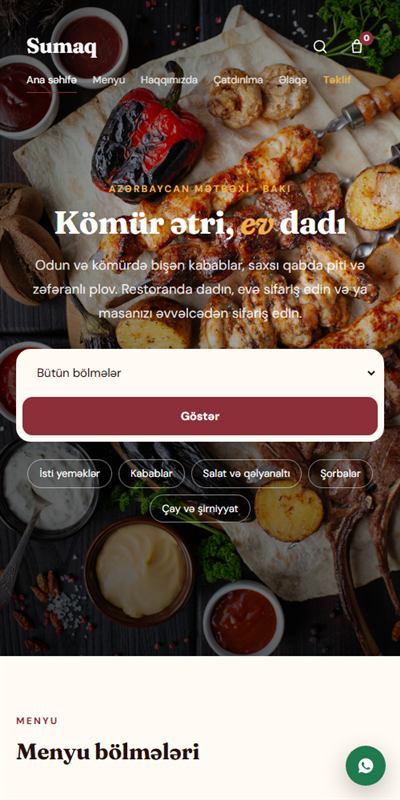 Sumaq
0
Ana səhifə Menyu Haqqımızda Çatdırılma Əlaqə Təklif
AZƏRBAYCAN MƏTBƏXİ - BAKI
Kömür ətri, ev dadı
Odun və kömürdə bişən kabablar, saxsı qabda piti və
zəfəranlı plov. Restoranda dadın, evə sifariş edin və ya
masanızı əvvəlcədən sifariş edin.
Bütün bölmələr
Göstər
İsti yeməklər Kabablar Salat və qəlyanaltı Şorbalar
Çay və şirniyyat
MENYU
Menyu bölmələri